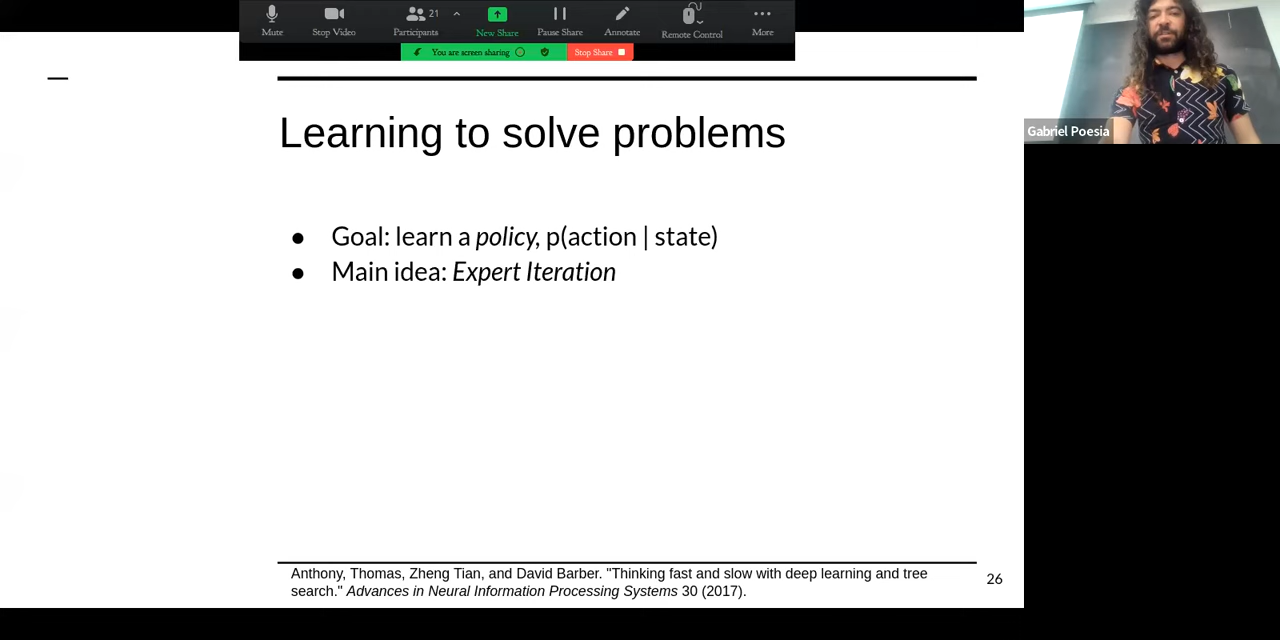 Mute
Stop Video
Participants
21
New Share
Pause Share
Annotate
Remote Control
More
You are screen sharing
Stop Share
Gabriel Poesia
Learning to solve problems
● Goal: learn a policy, p(action | state)
● Main idea: Expert Iteration
Anthony, Thomas, Zheng Tian, and David Barber. "Thinking fast and slow with deep learning and tree
search." Advances in Neural Information Processing Systems 30 (2017).
26